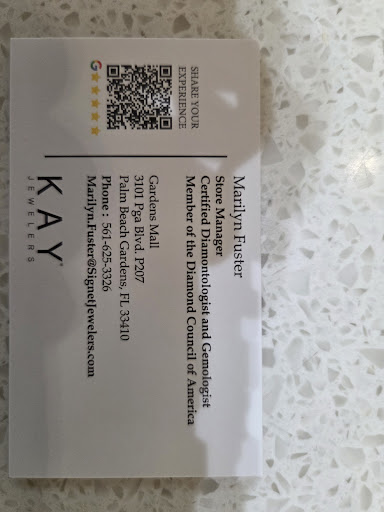 Marilyn Fuster
Store Manager
Certified Diamontologist and Gemologist
Member of the Diamond Council of America
SHARE YOUR
EXPERIENCE
G
Gardens Mall
3101 Pga Blvd. P207
Palm Beach Gardens, FL 33410
Phone : 561-625-3326
Marilyn.Fuster@SignetJewelers.com
KAY®
JEWELERS